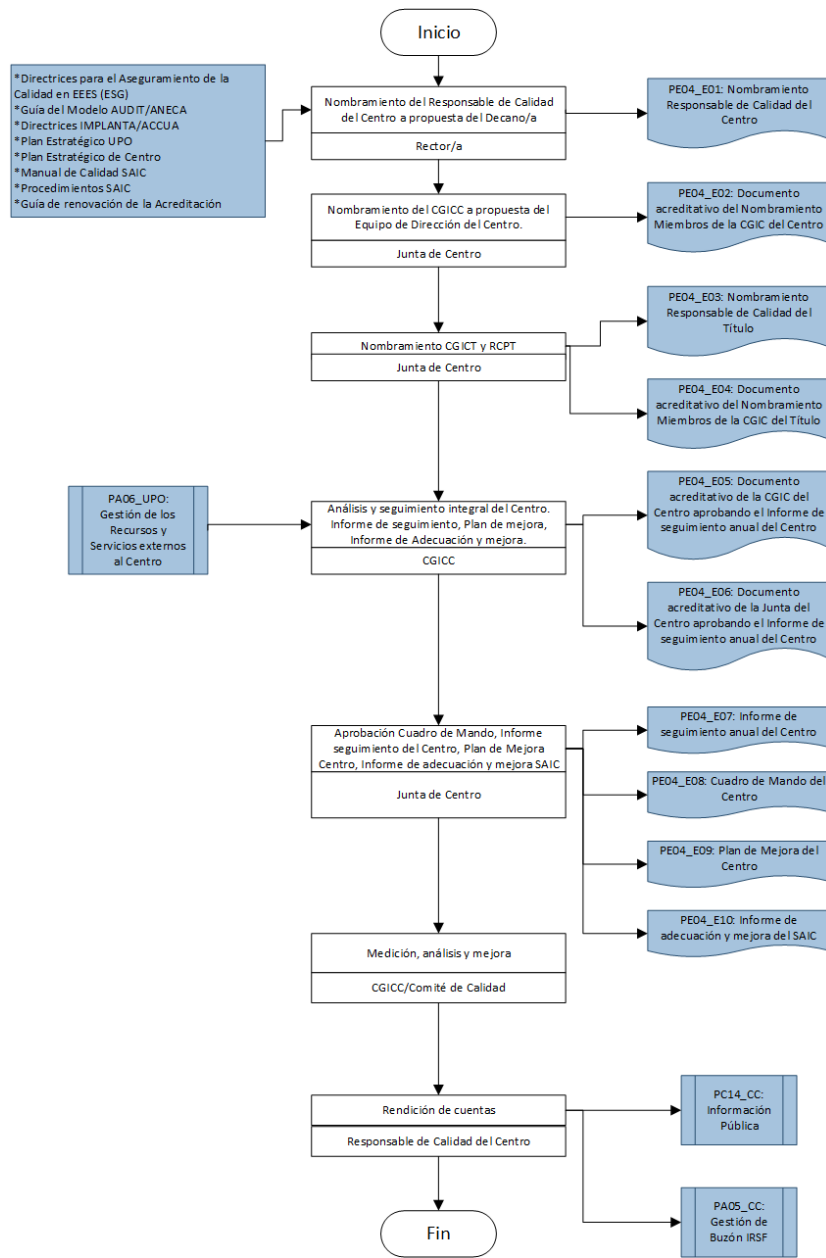 Inicio
*Directrices para el Aseguramiento de la
Calidad en EEES (ESG)
*Guía del Modelo AUDIT/ANECA
*Directrices IMPLANTA/ACCUA
*Plan Estratégico UPO
*Plan Estratégico de Centro
*Manual de Calidad SAIC
*Procedimientos SAIC
*Guía de renovación de la Acreditación
Nombramiento del Responsable de Calidad
del Centro a propuesta del Decano/a
Rector/a
PE04_E01: Nombramiento
Responsable de Calidad del
Centro
Nombramiento del CGICC a propuesta del
Equipo de Dirección del Centro.
Junta de Centro
PE04_E02: Documento
acreditativo del Nombramiento
Miembros de la CGIC del Centro
Nombramiento CGICT y RCPT
Junta de Centro
PE04_E03: Nombramiento
Responsable de Calidad del
Título
PE04_E04: Documento
acreditativo del Nombramiento
Miembros de la CGIC del Título
PA06_UPO:
Gestión de los
Recursos y
Servicios externos
al Centro
Análisis y seguimiento integral del Centro.
Informe de seguimiento, Plan de mejora,
Informe de Adecuación y mejora.
CGICC
PE04_E05: Documento
acreditativo de la CGIC del
Centro aprobando el Informe de
seguimiento anual del Centro
PE04_E06: Documento
acreditativo de la Junta del
Centro aprobando el Informe de
seguimiento anual del Centro
Aprobación Cuadro de Mando, Informe
seguimiento del Centro, Plan de Mejora
Centro, Informe de adecuación y mejora SAIC
Junta de Centro
PE04_E07: Informe de
seguimiento anual del Centro
PE04_E08: Cuadro de Mando del
Centro
PE04_E09: Plan de Mejora del
Centro
PE04_E10: Informe de
adecuación y mejora del SAIC
Medición, análisis y mejora
CGICC/Comité de Calidad
Rendición de cuentas
Responsable de Calidad del Centro
PC14_CC:
Información
Pública
PA05_CC:
Gestión de
Buzón IRSF
Fin